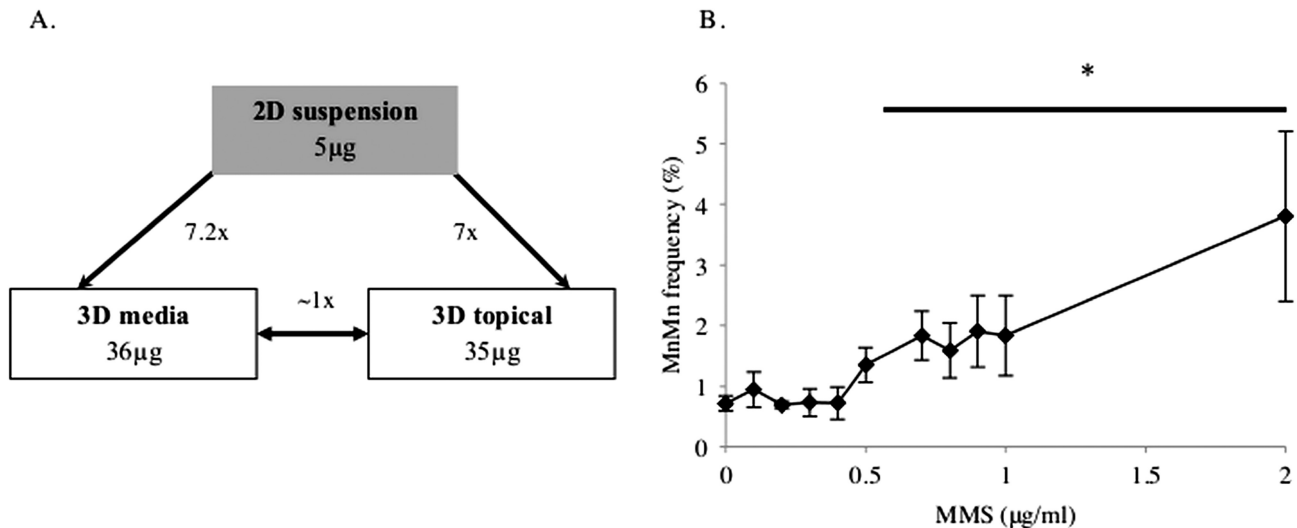 A.
2D suspension
5µg
7.2x
7x
3D media
36µg
~1x
3D topical
35µg
B.
*
MnMn frequency (%)
6
5
4
3
2
1
0
0
0.5
1
1.5
2
MMS (µg/ml)